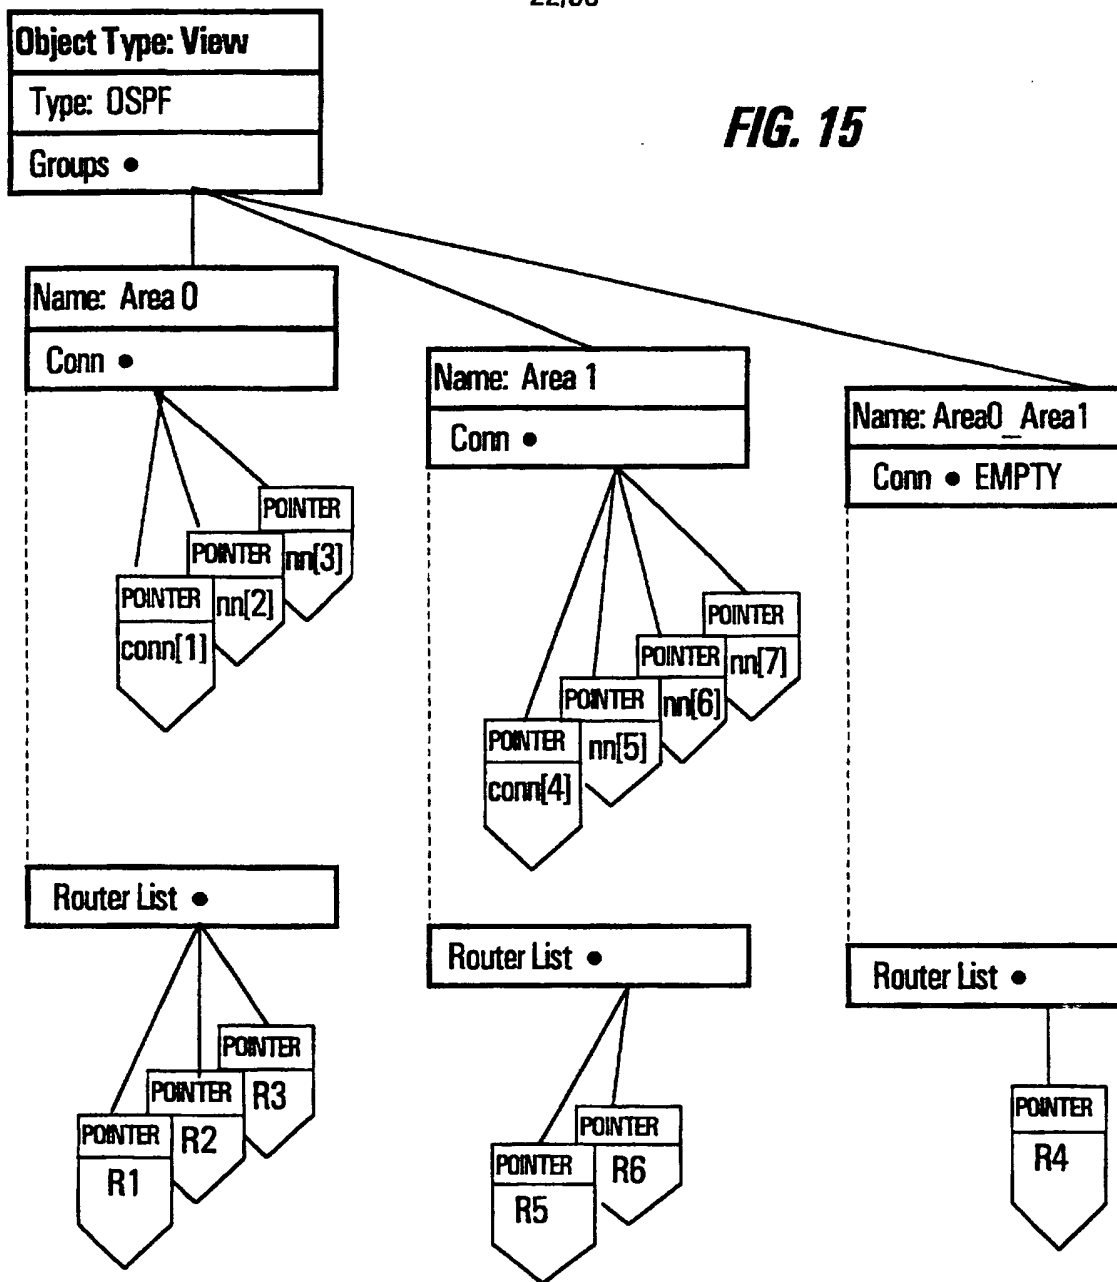 Object Type: View
Type: OSPF
Groups •
FIG. 15
Name: Area 0
Conn •
POINTER
nn[3]
POINTER
nn[2]
POINTER
conn[1]
Name: Area 1
Conn •
POINTER
nn[7]
POINTER
nn[6]
POINTER
nn[5]
POINTER
conn[4]
Name: Area0_Area1
Conn • EMPTY
Router List •
POINTER
R3
POINTER
R2
POINTER
R1
Router List •
POINTER
R6
POINTER
R5
Router List •
POINTER
R4